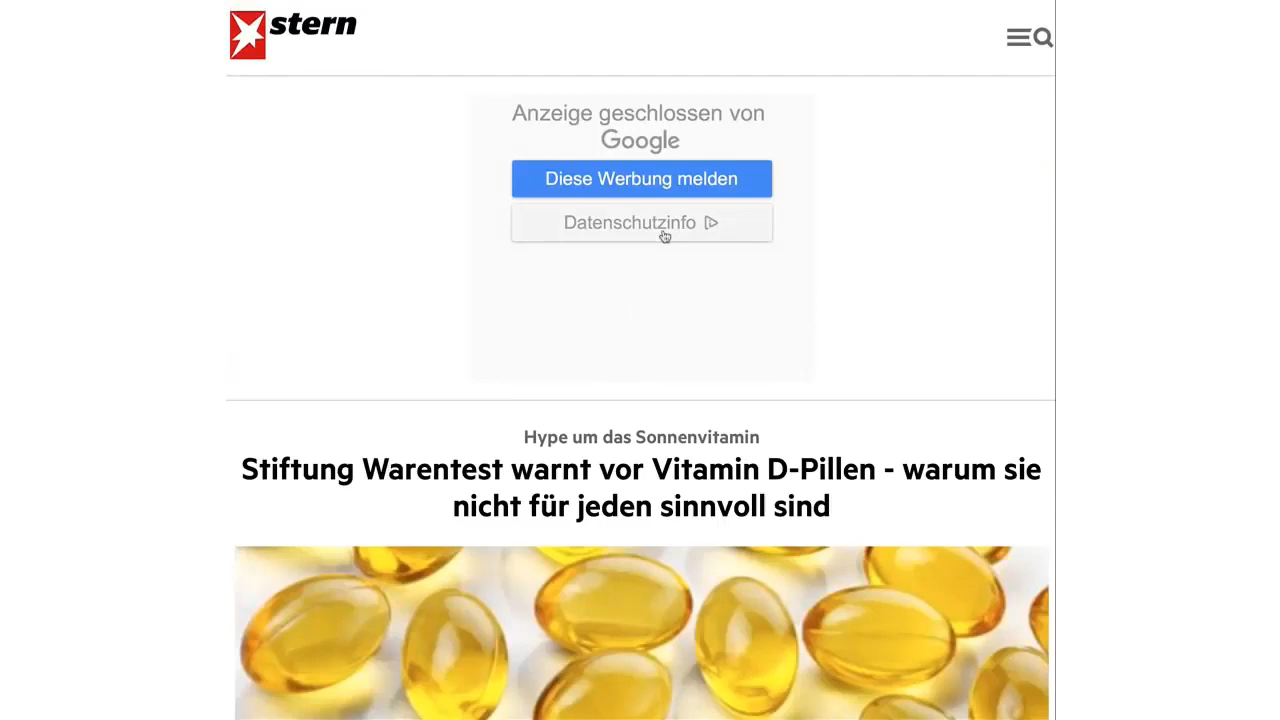 stern
Anzeige geschlossen von
Google
Diese Werbung melden
Datenschutzinfo
Hype um das Sonnenvitamin
Stiftung Warentest warnt vor Vitamin D-Pillen - warum sie
nicht für jeden sinnvoll sind